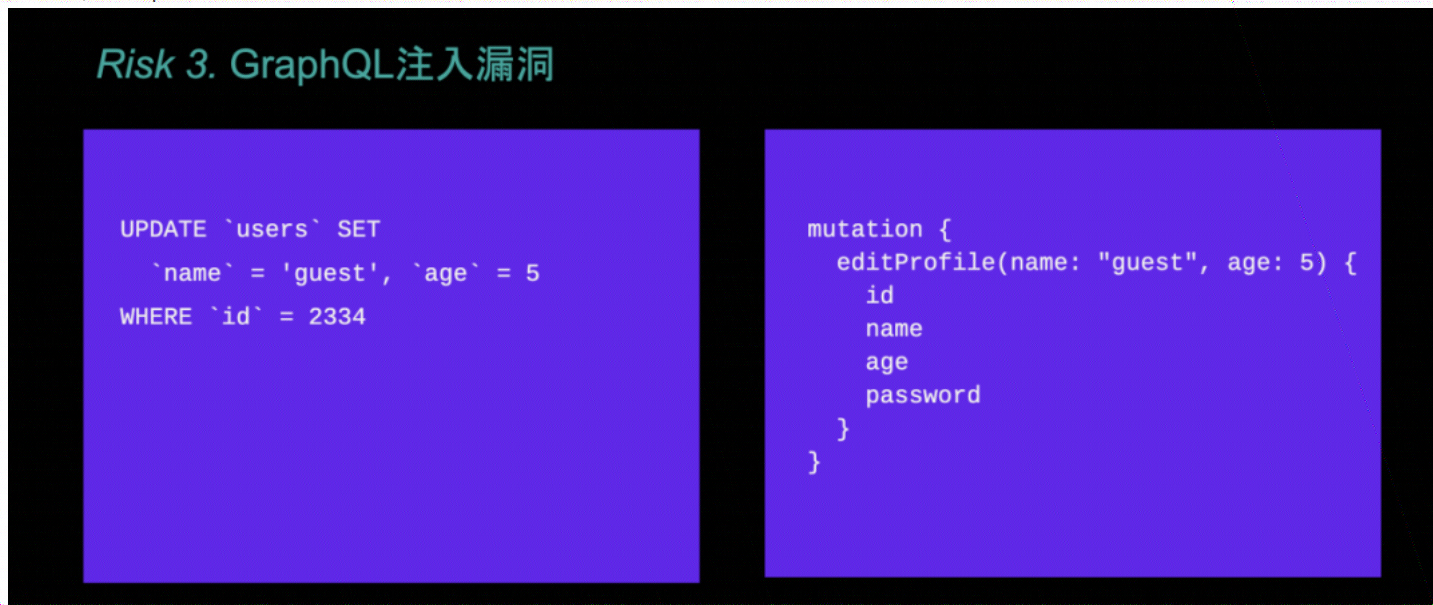 Risk 3. GraphQL注入漏洞
UPDATE `users` SET
`name` = 'guest', `age` = 5
WHERE `id` = 2334
mutation {
editProfile(name: "guest", age: 5) {
id
name
age
password
}
}